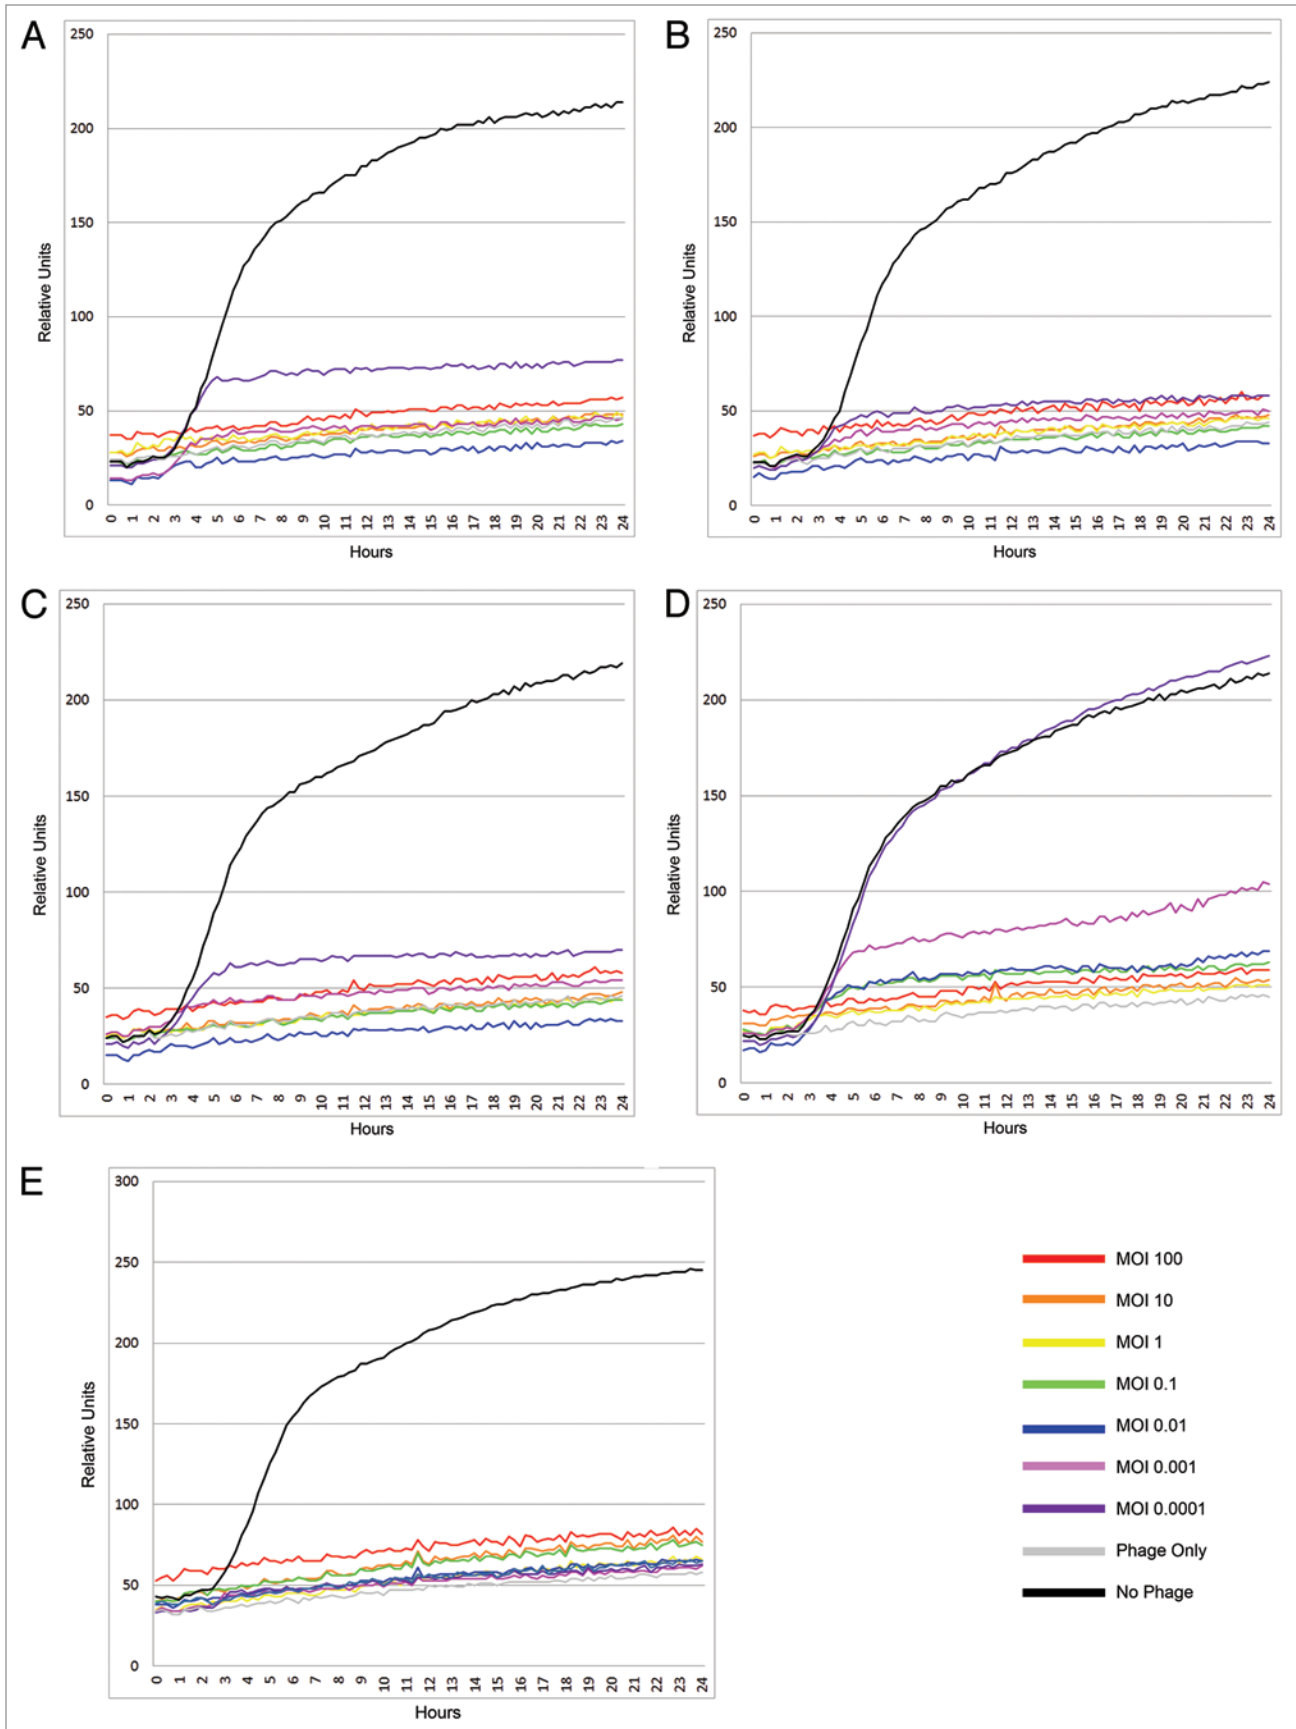 A
250
200
150
100
50
0
Relative Units
0 1 2 3 4 5 6 7 8 9 10 11 12 13 14 15 16 17 18 19 20 21 22 23 24
Hours
B
250
200
150
100
50
0
Relative Units
0 1 2 3 4 5 6 7 8 9 10 11 12 13 14 15 16 17 18 19 20 21 22 23 24
Hours
C
250
200
150
100
50
0
Relative Units
0 1 2 3 4 5 6 7 8 9 10 11 12 13 14 15 16 17 18 19 20 21 22 23 24
Hours
D
250
200
150
100
50
0
Relative Units
0 1 2 3 4 5 6 7 8 9 10 11 12 13 14 15 16 17 18 19 20 21 22 23 24
Hours
E
300
250
200
150
100
50
0
Relative Units
0 1 2 3 4 5 6 7 8 9 10 11 12 13 14 15 16 17 18 19 20 21 22 23 24
Hours
MOI 100
MOI 10
MOI 1
MOI 0.1
MOI 0.01
MOI 0.001
MOI 0.0001
Phage Only
No Phage